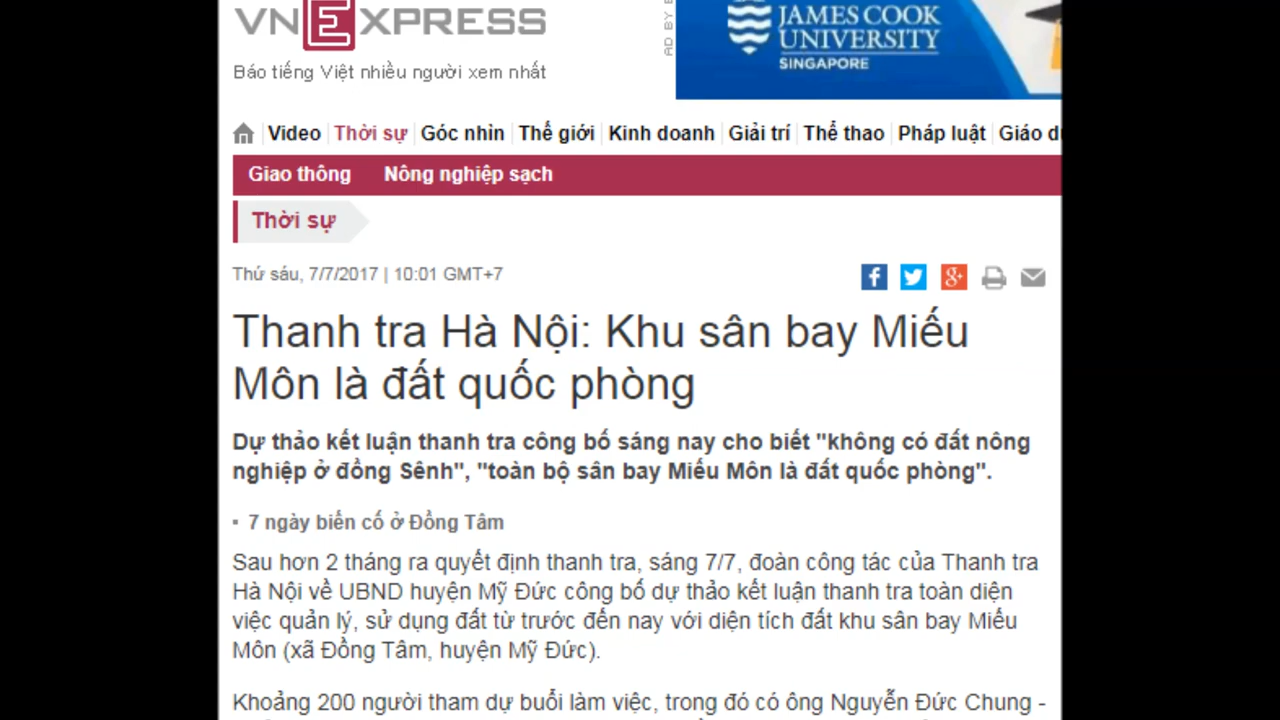 VNEXPRESS
Báo tiếng Việt nhiều người xem nhất
AD BY
JAMES COOK
UNIVERSITY
SINGAPORE
Video Thời sự Góc nhìn Thế giới Kinh doanh Giải trí Thể thao Pháp luật Giáo
Giao thông Nông nghiệp sạch
Thời sự
Thứ sáu, 7/7/2017 | 10:01 GMT+7
Thanh tra Hà Nội: Khu sân bay Miếu
Môn là đất quốc phòng
Dự thảo kết luận thanh tra công bố sáng nay cho biết "không có đất nông
nghiệp ở đồng Sênh", "toàn bộ sân bay Miếu Môn là đất quốc phòng".
7 ngày biến cố ở Đồng Tâm
Sau hơn 2 tháng ra quyết định thanh tra, sáng 7/7, đoàn công tác của Thanh tra
Hà Nội về UBND huyện Mỹ Đức công bố dự thảo kết luận thanh tra toàn diện
việc quản lý, sử dụng đất từ trước đến nay với diện tích đất khu sân bay Miếu
Môn (xã Đồng Tâm, huyện Mỹ Đức).
Khoảng 200 người tham dự buổi làm việc, trong đó có ông Nguyễn Đức Chung -